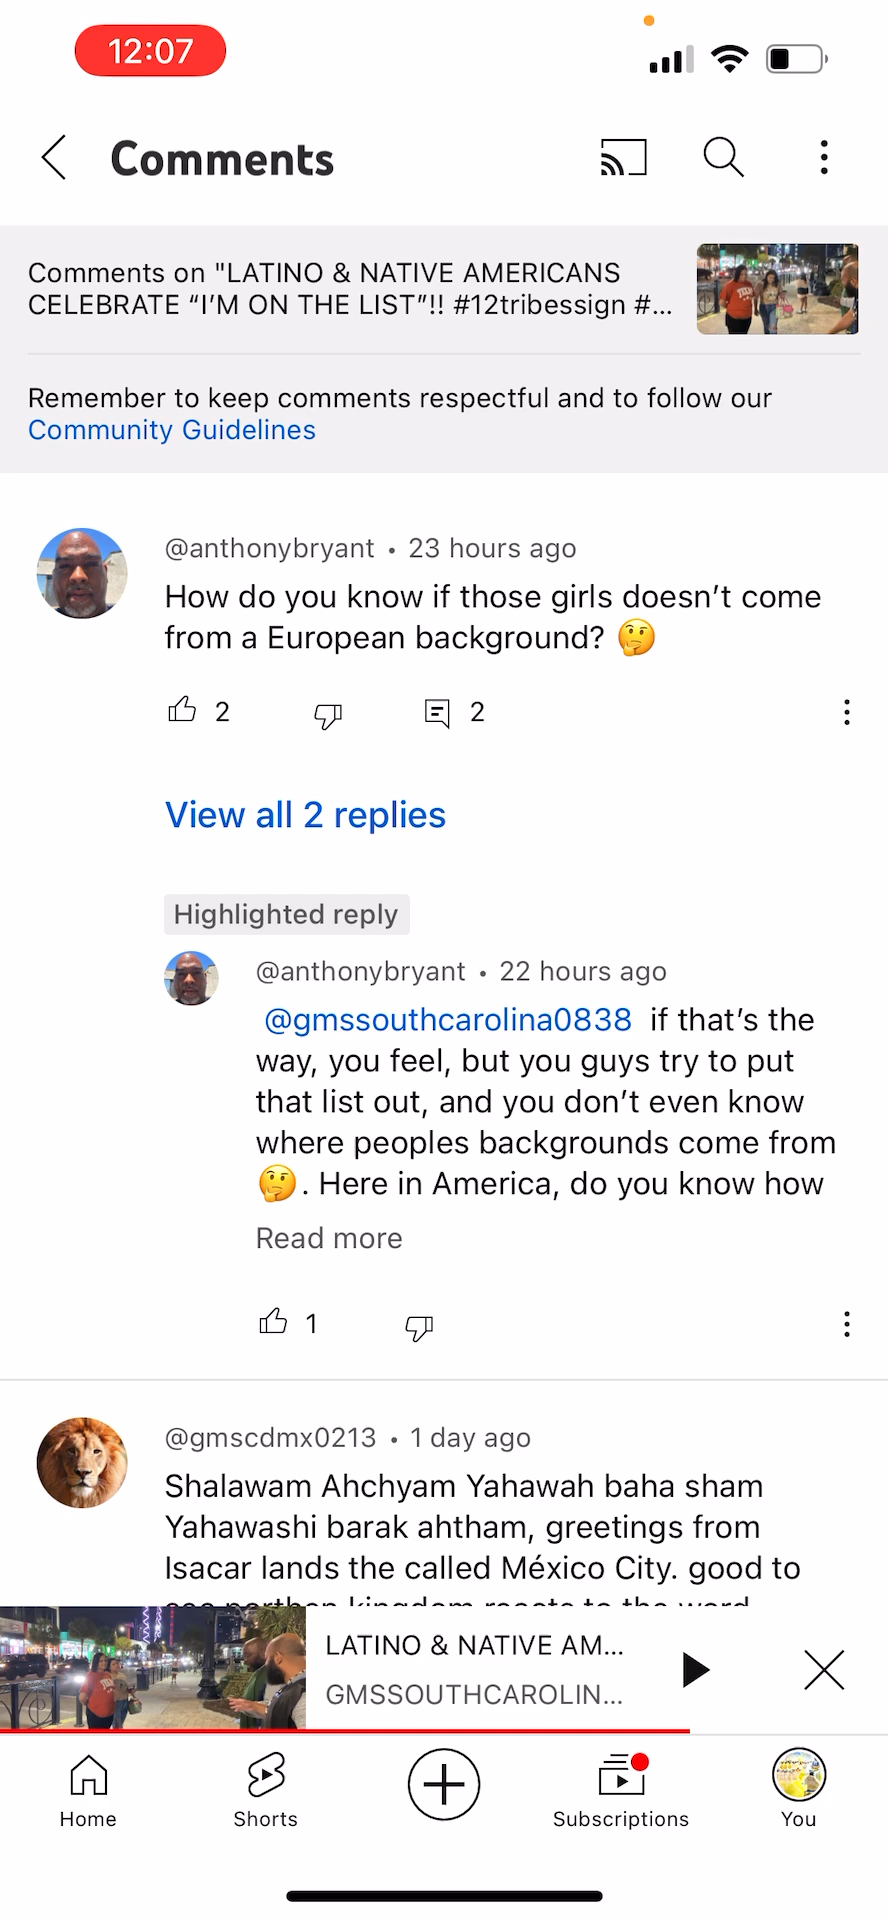 12:07
Comments
Comments on "LATINO & NATIVE AMERICANS
CELEBRATE “I’M ON THE LIST”!! #12tribessign #...
Remember to keep comments respectful and to follow our
Community Guidelines
@anthonybryant • 23 hours ago
How do you know if those girls doesn’t come
from a European background? 🤔
2
2
View all 2 replies
Highlighted reply
@anthonybryant • 22 hours ago
@gmssouthcarolina0838 if that’s the
way, you feel, but you guys try to put
that list out, and you don’t even know
where peoples backgrounds come from
🤔. Here in America, do you know how
Read more
1
@gmscdmx0213 • 1 day ago
Shalawam Ahchyam Yahawah baha sham
Yahawashi barak ahtham, greetings from
Isacar lands the called México City. good to
LATINO & NATIVE AM...
GMSSOUTHCAROLIN...
Home
Shorts
Subscriptions
You